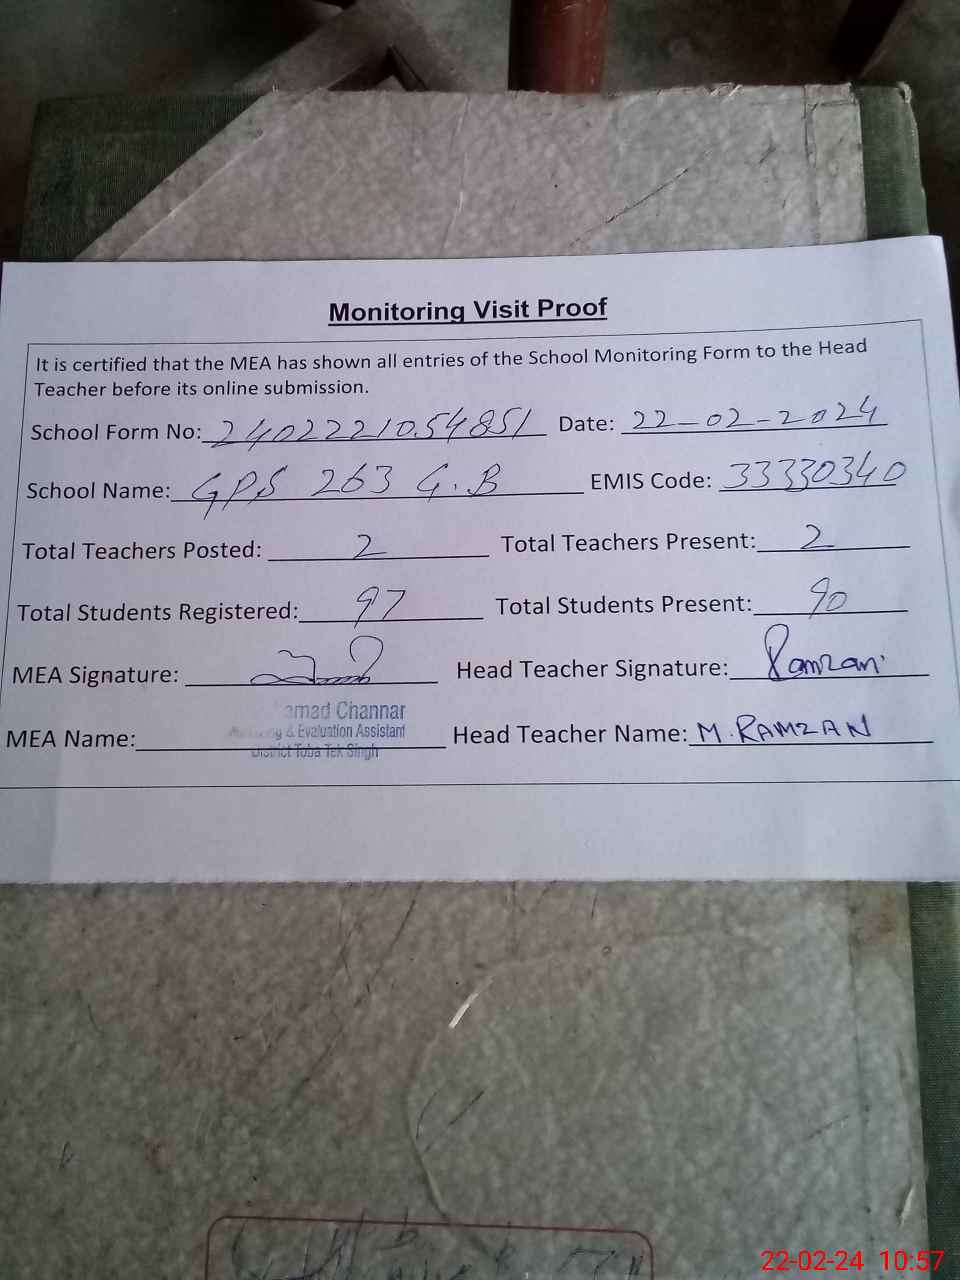 Monitoring Visit Proof
It is certified that the MEA has shown all entries of the School Monitoring Form to the Head
Teacher before its online submission.
School Form No: 2402221054851 Date: 22-02-2024
School Name: GPS 263 G.B EMIS Code: 33330340
Total Teachers Posted: 2 Total Teachers Present: 2
Total Students Registered: 97 Total Students Present: 90
MEA Signature: Head Teacher Signature: Ramzan
amad Channar
& Evaluation Assistant
MEA Name: Head Teacher Name: M.RAMZAN
District Toba Tek Singh
22-02-24 10:57